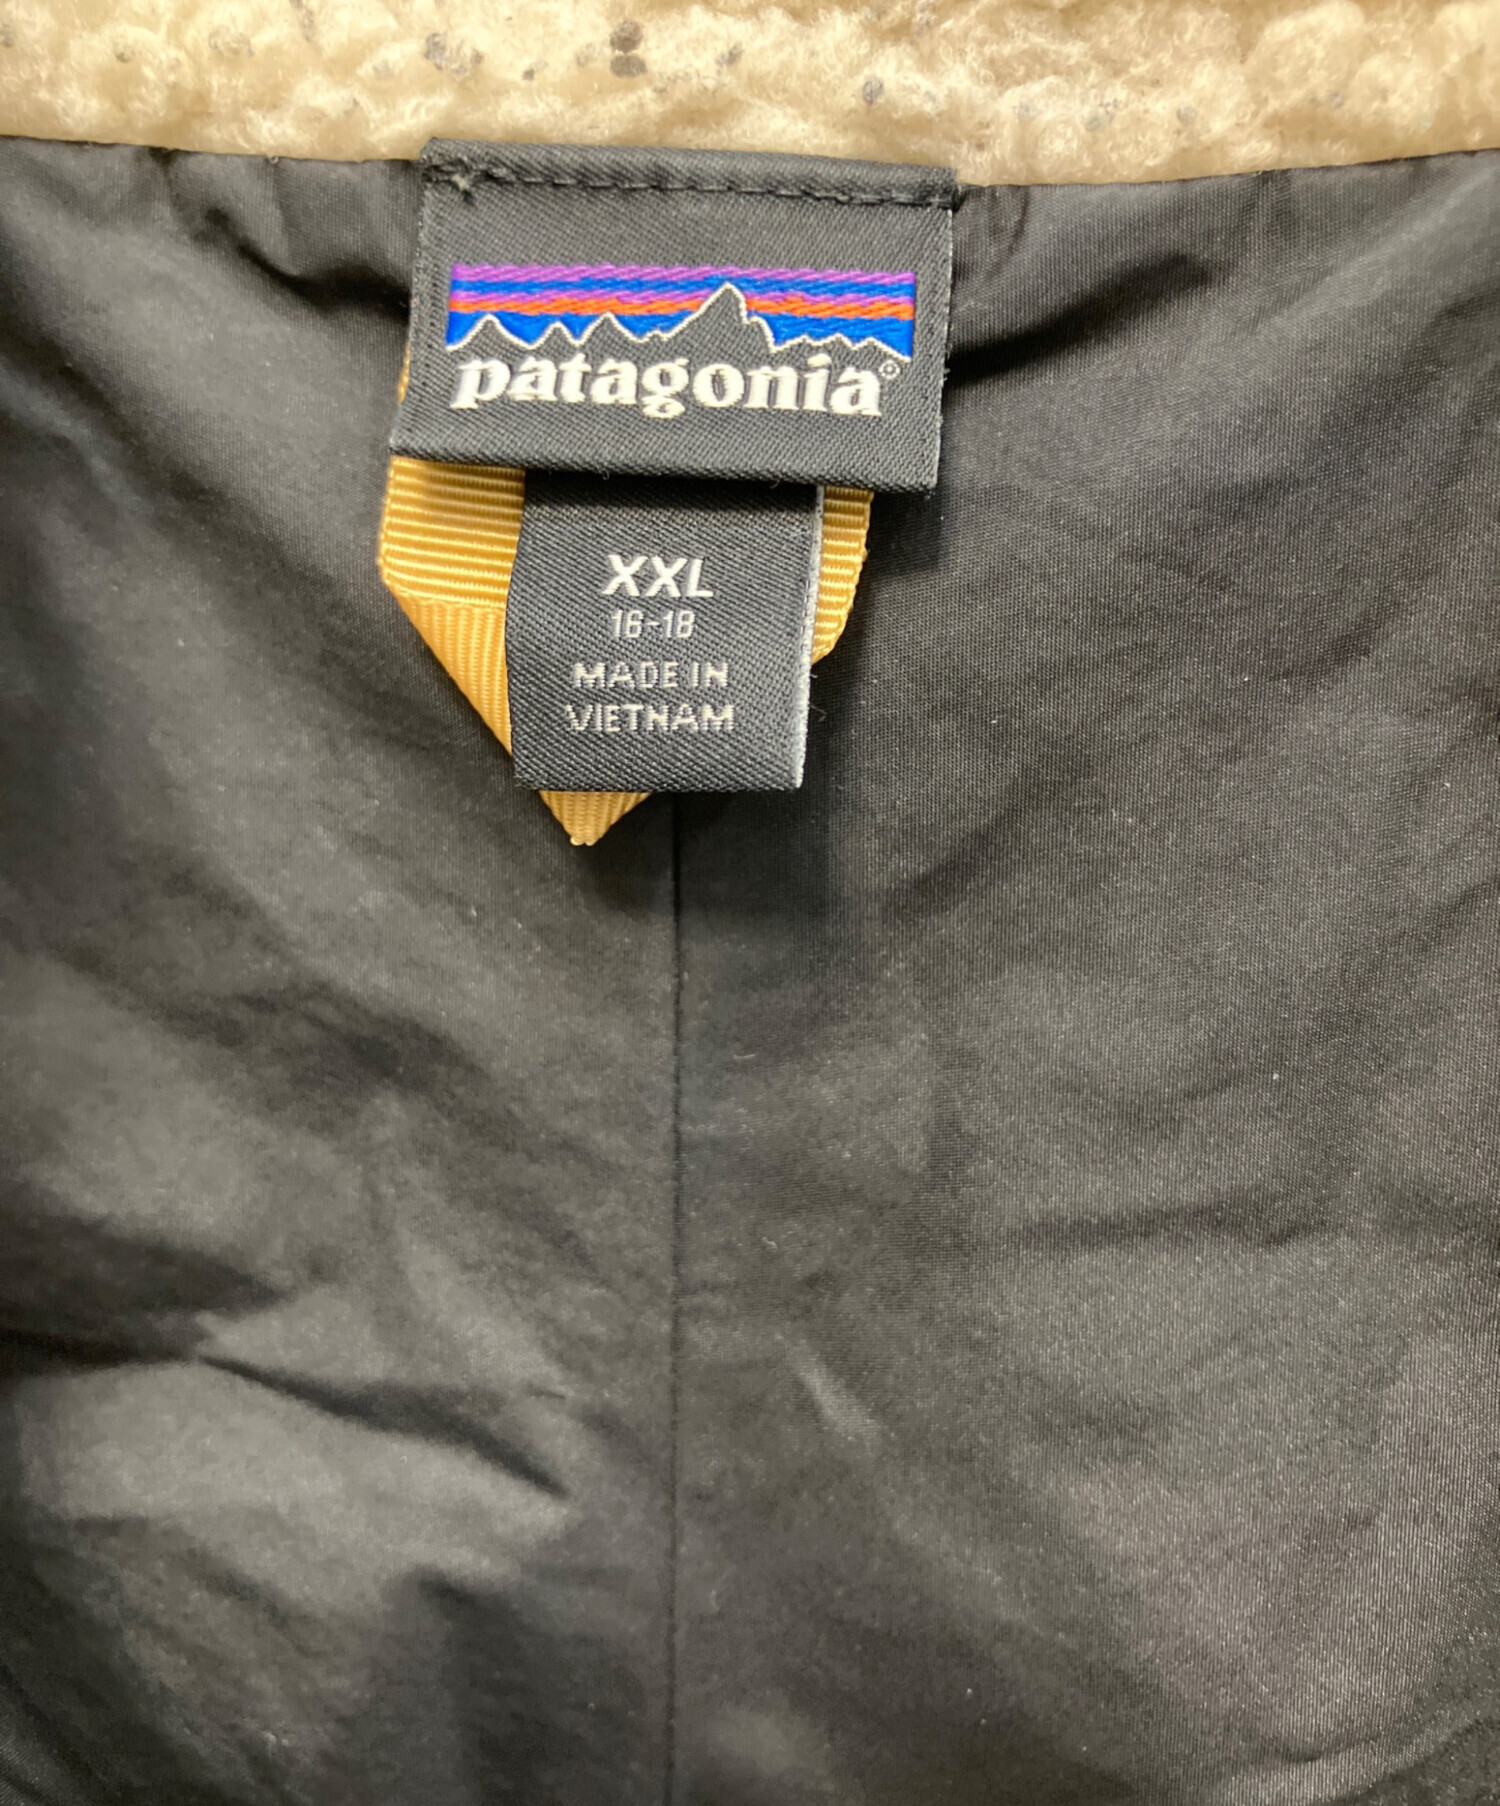 patagonia®
XXL
16-18
MADE IN
VIETNAM